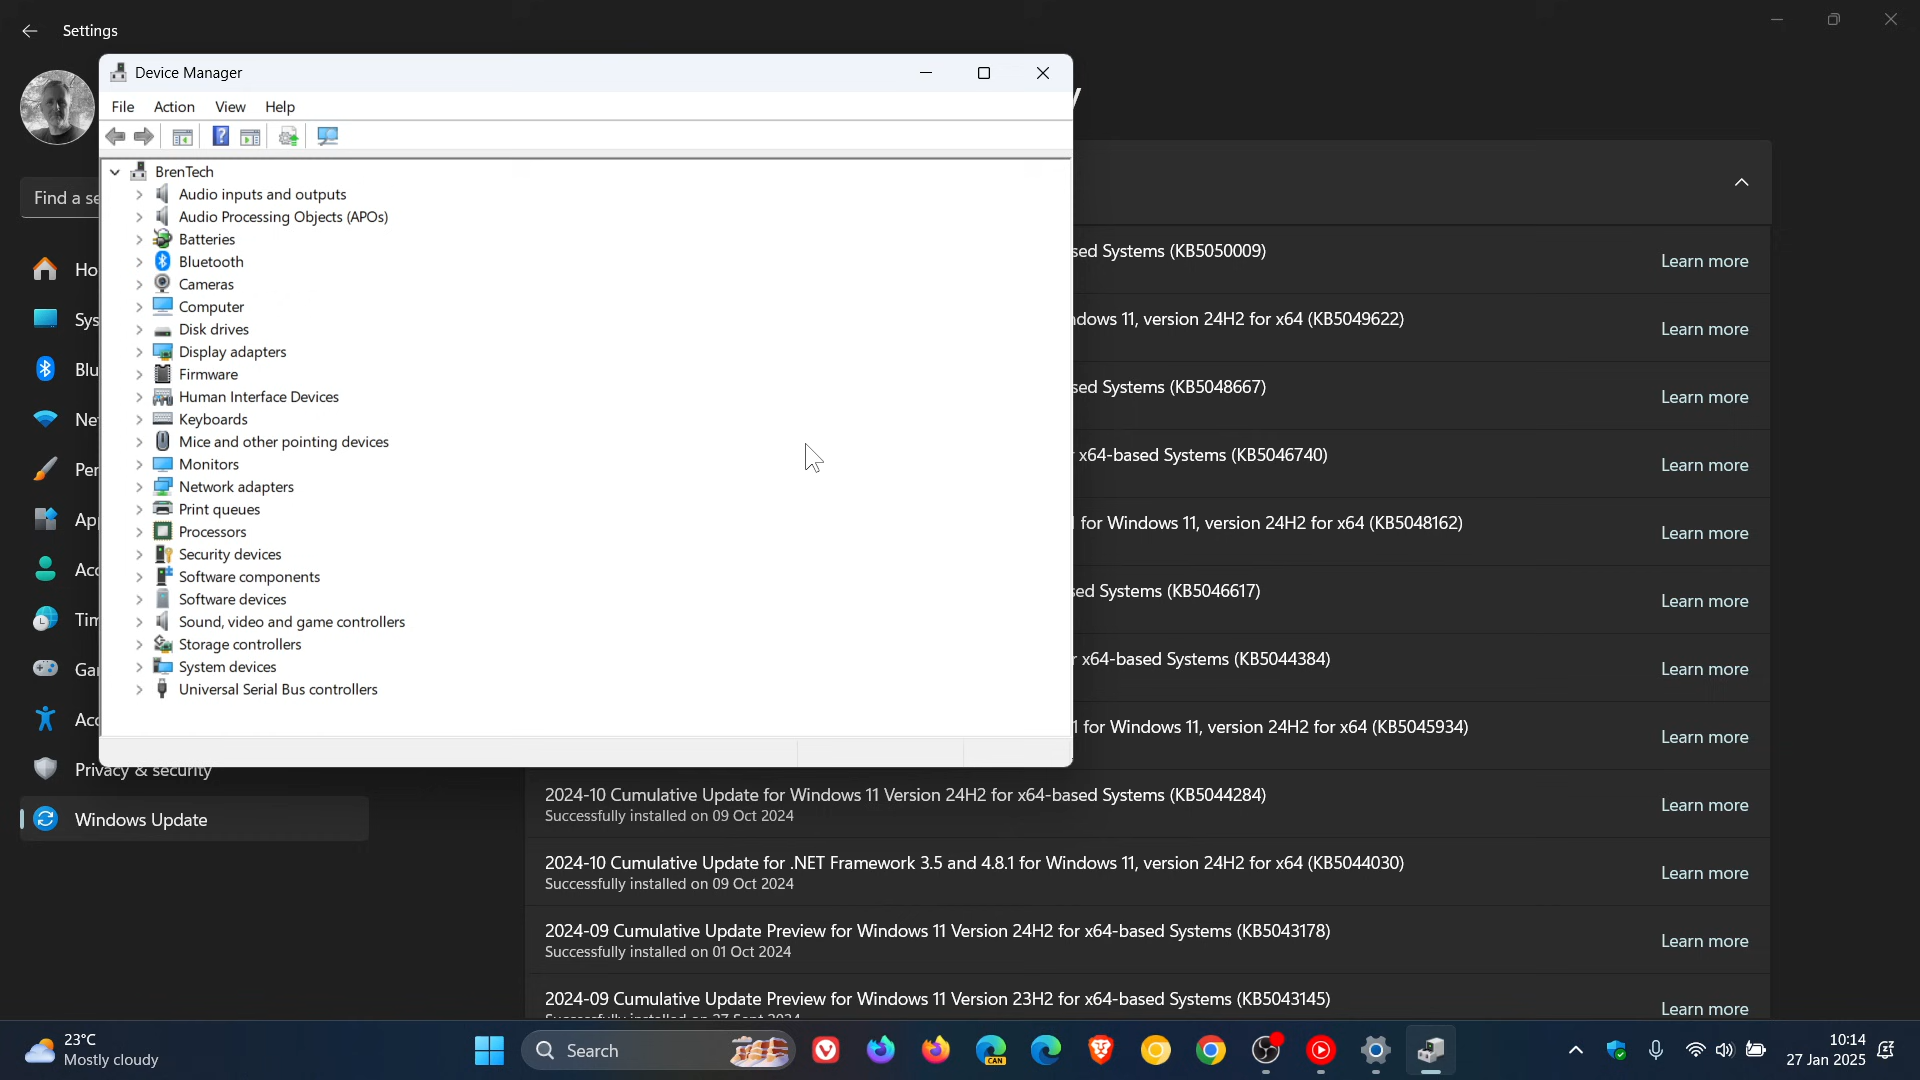 Settings
Device Manager
File Action View Help
BrenTech
Audio inputs and outputs
Audio Processing Objects (APOs)
Batteries
Bluetooth
Cameras
Computer
Disk drives
Display adapters
Firmware
Human Interface Devices
Keyboards
Mice and other pointing devices
Monitors
Network adapters
Print queues
Processors
Security devices
Software components
Software devices
Sound, video and game controllers
Storage controllers
System devices
Universal Serial Bus controllers
Find a se
Ho
Sys
Blu
Net
Per
App
Acc
Tim
Gar
Acc
Privacy & security
Windows Update
sed Systems (KB5050009)
Learn more
ndows 11, version 24H2 for x64 (KB5049622)
Learn more
sed Systems (KB5048667)
Learn more
x64-based Systems (KB5046740)
Learn more
for Windows 11, version 24H2 for x64 (KB5048162)
Learn more
sed Systems (KB5046617)
Learn more
x64-based Systems (KB5044384)
Learn more
1 for Windows 11, version 24H2 for x64 (KB5045934)
Learn more
2024-10 Cumulative Update for Windows 11 Version 24H2 for x64-based Systems (KB5044284)
Successfully installed on 09 Oct 2024
Learn more
2024-10 Cumulative Update for .NET Framework 3.5 and 4.8.1 for Windows 11, version 24H2 for x64 (KB5044030)
Successfully installed on 09 Oct 2024
Learn more
2024-09 Cumulative Update Preview for Windows 11 Version 24H2 for x64-based Systems (KB5043178)
Successfully installed on 01 Oct 2024
Learn more
2024-09 Cumulative Update Preview for Windows 11 Version 23H2 for x64-based Systems (KB5043145)
Successfully installed on 27 Sept 2024
Learn more
23°C
Mostly cloudy
Search
CAN
10:14
27 Jan 2025